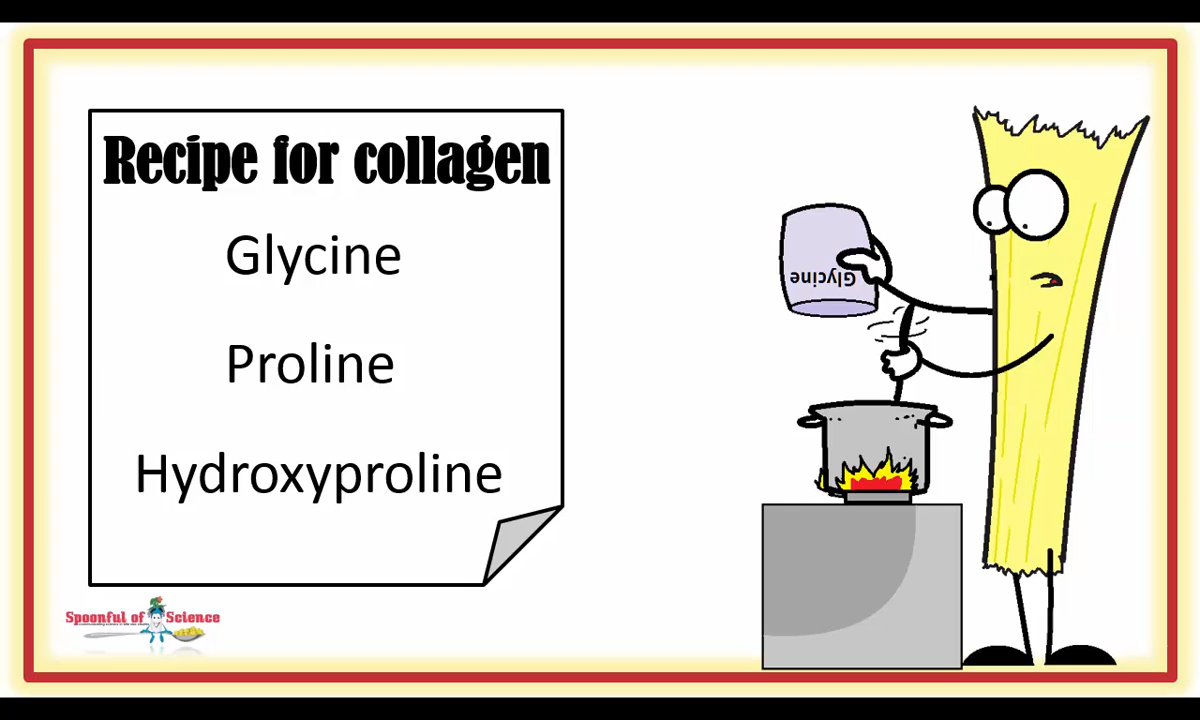 Recipe for collagen
Glycine
Proline
Hydroxyproline
Glycine
Spoonful of Science